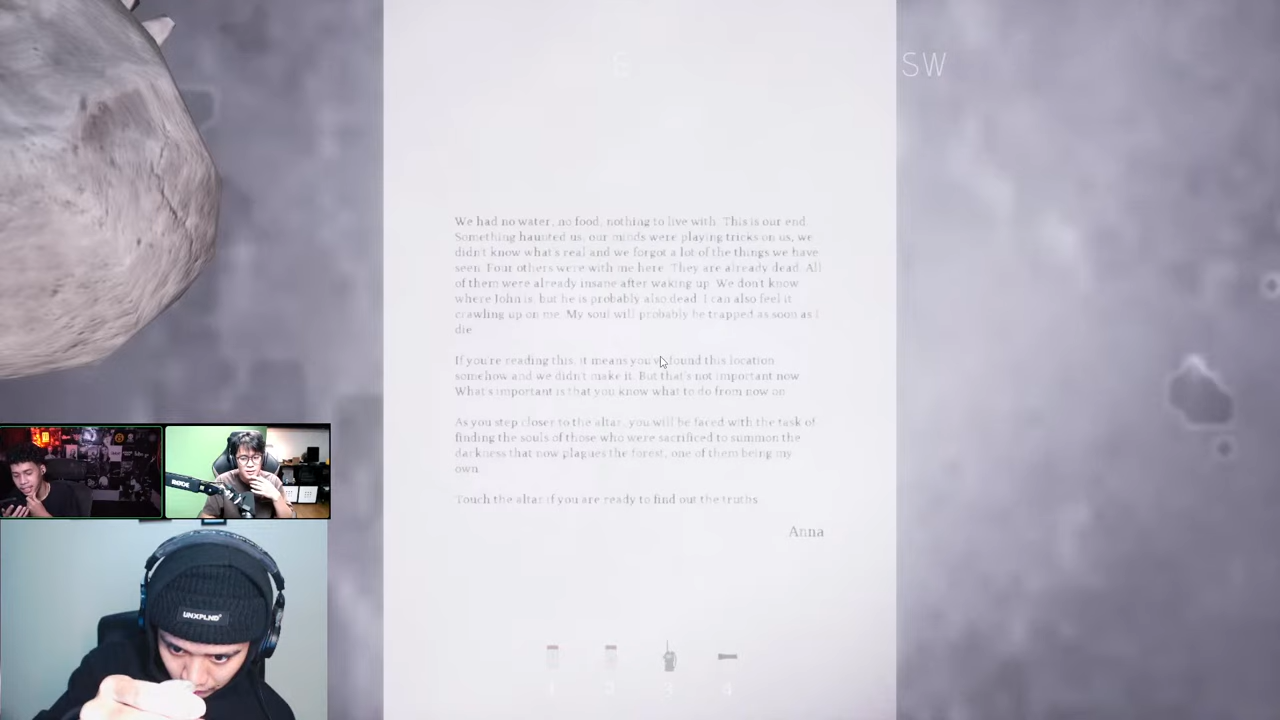 SW
We had no water, no food, nothing to live with. This is our end.
Something haunted us, our minds were playing tricks on us, we
didn't know what's real and we forgot a lot of the things we have
seen. Four others were with me here. They are already dead. All
of them were already insane after waking up. We don't know
where John is, but he is probably also dead. I can also feel it
crawling up on me. My soul will probably be trapped as soon as I
die.
If you're reading this, it means you've found this location
somehow and we didn't make it. But that's not important now.
What's important is that you know what to do from now on.
As you step closer to the altar, you will be faced with the task of
finding the souls of those who were sacrificed to summon the
darkness that now plagues the forest, one of them being my
own.
Touch the altar if you are ready to find out the truths.
Anna
RØDE
UNXPLND
1 2 3 4